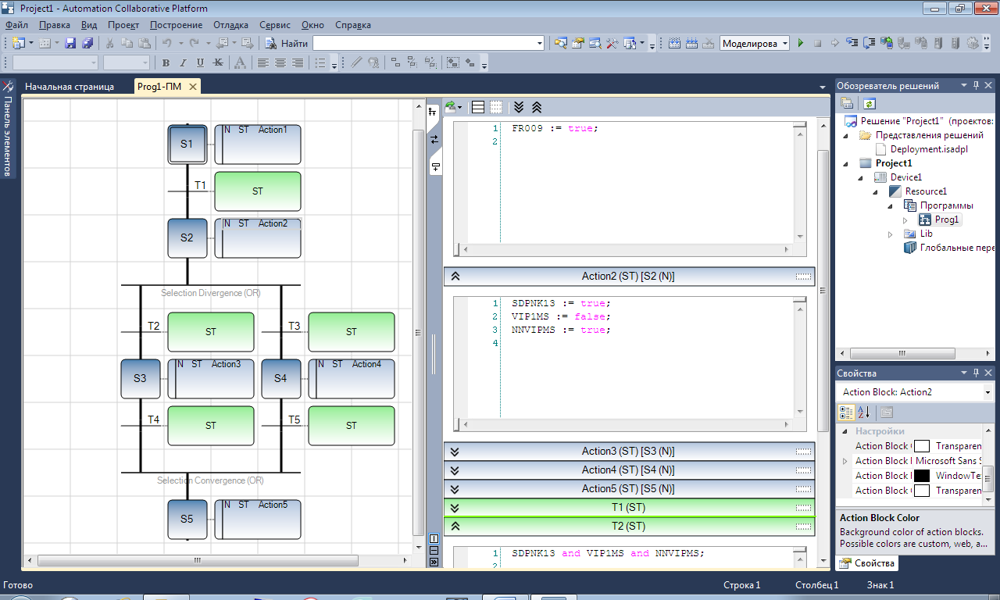 Project1 - Automation Collaborative Platform
Файл Правка Вид Проект Построение Отладка Сервис Окно Справка
Найти
Моделирова
Панель элементов
Начальная страница
Prog1-ПМ
S1
N ST Action1
T1
ST
S2
N ST Action2
Selection Divergence (OR)
T2
ST
T3
ST
S3
N ST Action3
S4
N ST Action4
T4
ST
T5
ST
Selection Convergence (OR)
S5
N ST Action5
1 FR009 := true;
2
Action2 (ST) [S2 (N)]
1 SDPNK13 := true;
2 VIP1MS := false;
3 NNVIPMS := true;
4
Action3 (ST) [S3 (N)]
Action4 (ST) [S4 (N)]
Action5 (ST) [S5 (N)]
T1 (ST)
T2 (ST)
1 SDPNK13 and VIP1MS and NNVIPMS;
2
Обозреватель решений
Решение "Project1" (проектов:
Представления решений
Deployment.isadpl
Project1
Device1
Resource1
Программы
Prog1
Lib
Глобальные пере
Свойства
Action Block: Action2
Настройки
Action Block Transparen
Action Block Microsoft Sans S
Action Block WindowTe
Action Block Transparen
Action Block Color
Background color of action blocks.
Possible colors are custom, web, a...
Свойства
Готово
Строка 1 Столбец 1 Знак 1